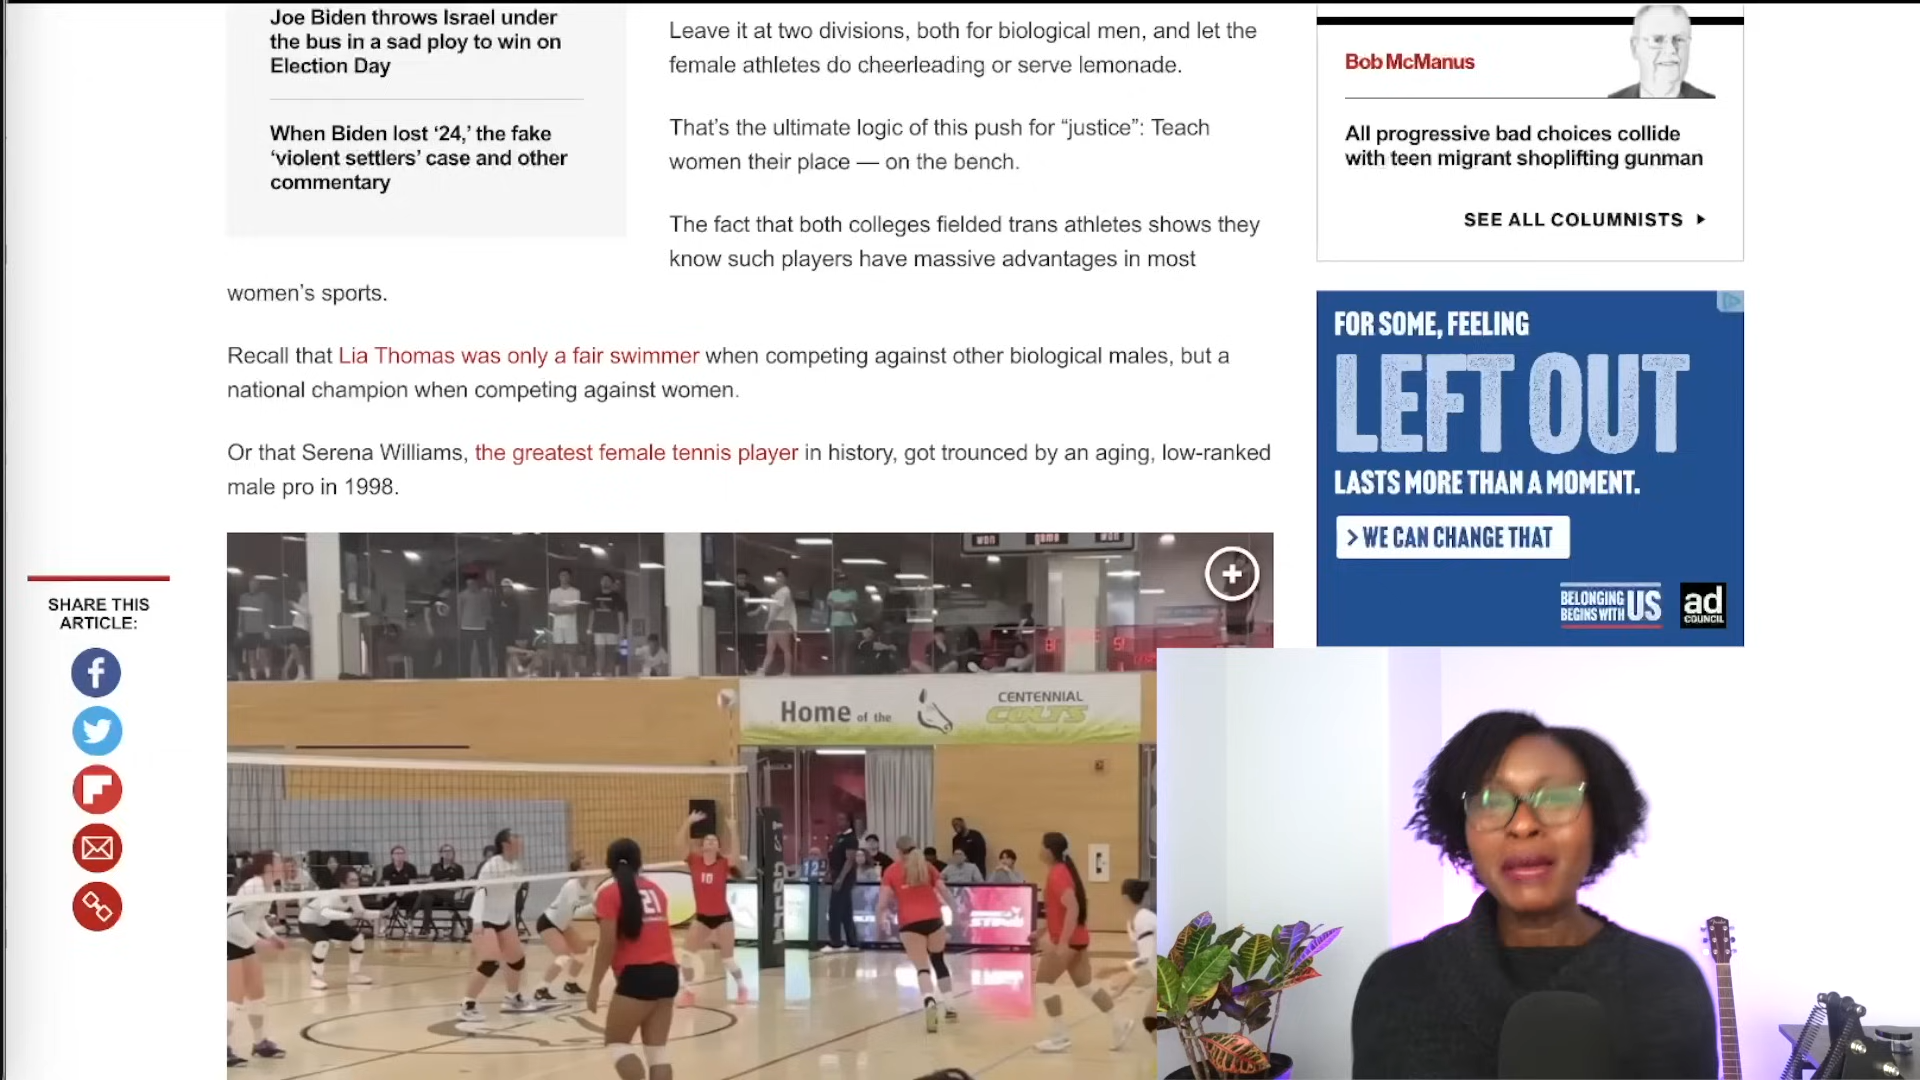 Joe Biden throws Israel under
the bus in a sad ploy to win on
Election Day
When Biden lost ‘24,’ the fake
‘violent settlers’ case and other
commentary
Leave it at two divisions, both for biological men, and let the
female athletes do cheerleading or serve lemonade.
That’s the ultimate logic of this push for “justice”: Teach
women their place — on the bench.
The fact that both colleges fielded trans athletes shows they
know such players have massive advantages in most
women’s sports.
Recall that Lia Thomas was only a fair swimmer when competing against other biological males, but a
national champion when competing against women.
Or that Serena Williams, the greatest female tennis player in history, got trounced by an aging, low-ranked
male pro in 1998.
SHARE THIS
ARTICLE:
Home of the
CENTENNIAL
COLTS
21
10
Bob McManus
All progressive bad choices collide
with teen migrant shoplifting gunman
SEE ALL COLUMNISTS
FOR SOME, FEELING
LEFT OUT
LASTS MORE THAN A MOMENT.
> WE CAN CHANGE THAT
BELONGING
BEGINS WITH US
ad
COUNCIL